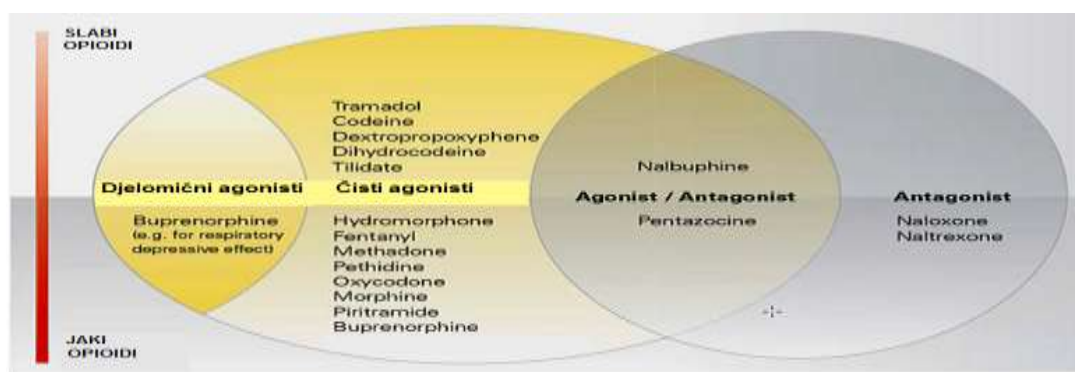 SLABI
OPIOIDI
Tramadol
Codeine
Dextropropoxyphene
Dihydrocodeine
Tilidate
Djelomični agonisti
Čisti agonisti
Buprenorphine
(e.g. for respiratory
depressive effect)
Hydromorphone
Fentanyl
Methadone
Pethidine
Oxycodone
Morphine
Piritramide
Buprenorphine
Nalbuphine
Agonist / Antagonist
Pentazocine
Antagonist
Naloxone
Naltrexone
JAKI
OPIOIDI